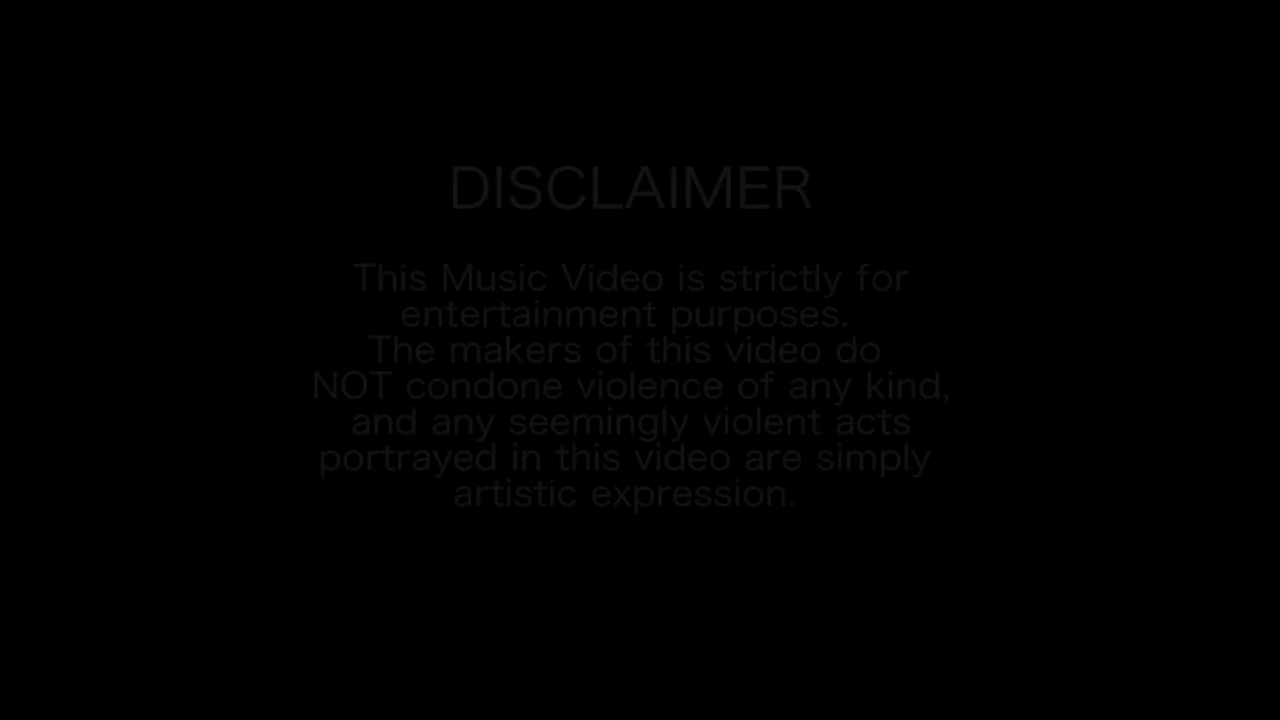 DISCLAIMER
This Music Video is strictly for
entertainment purposes.
The makers of this video do
NOT condone violence of any kind,
and any seemingly violent acts
portrayed in this video are simply
artistic expression.